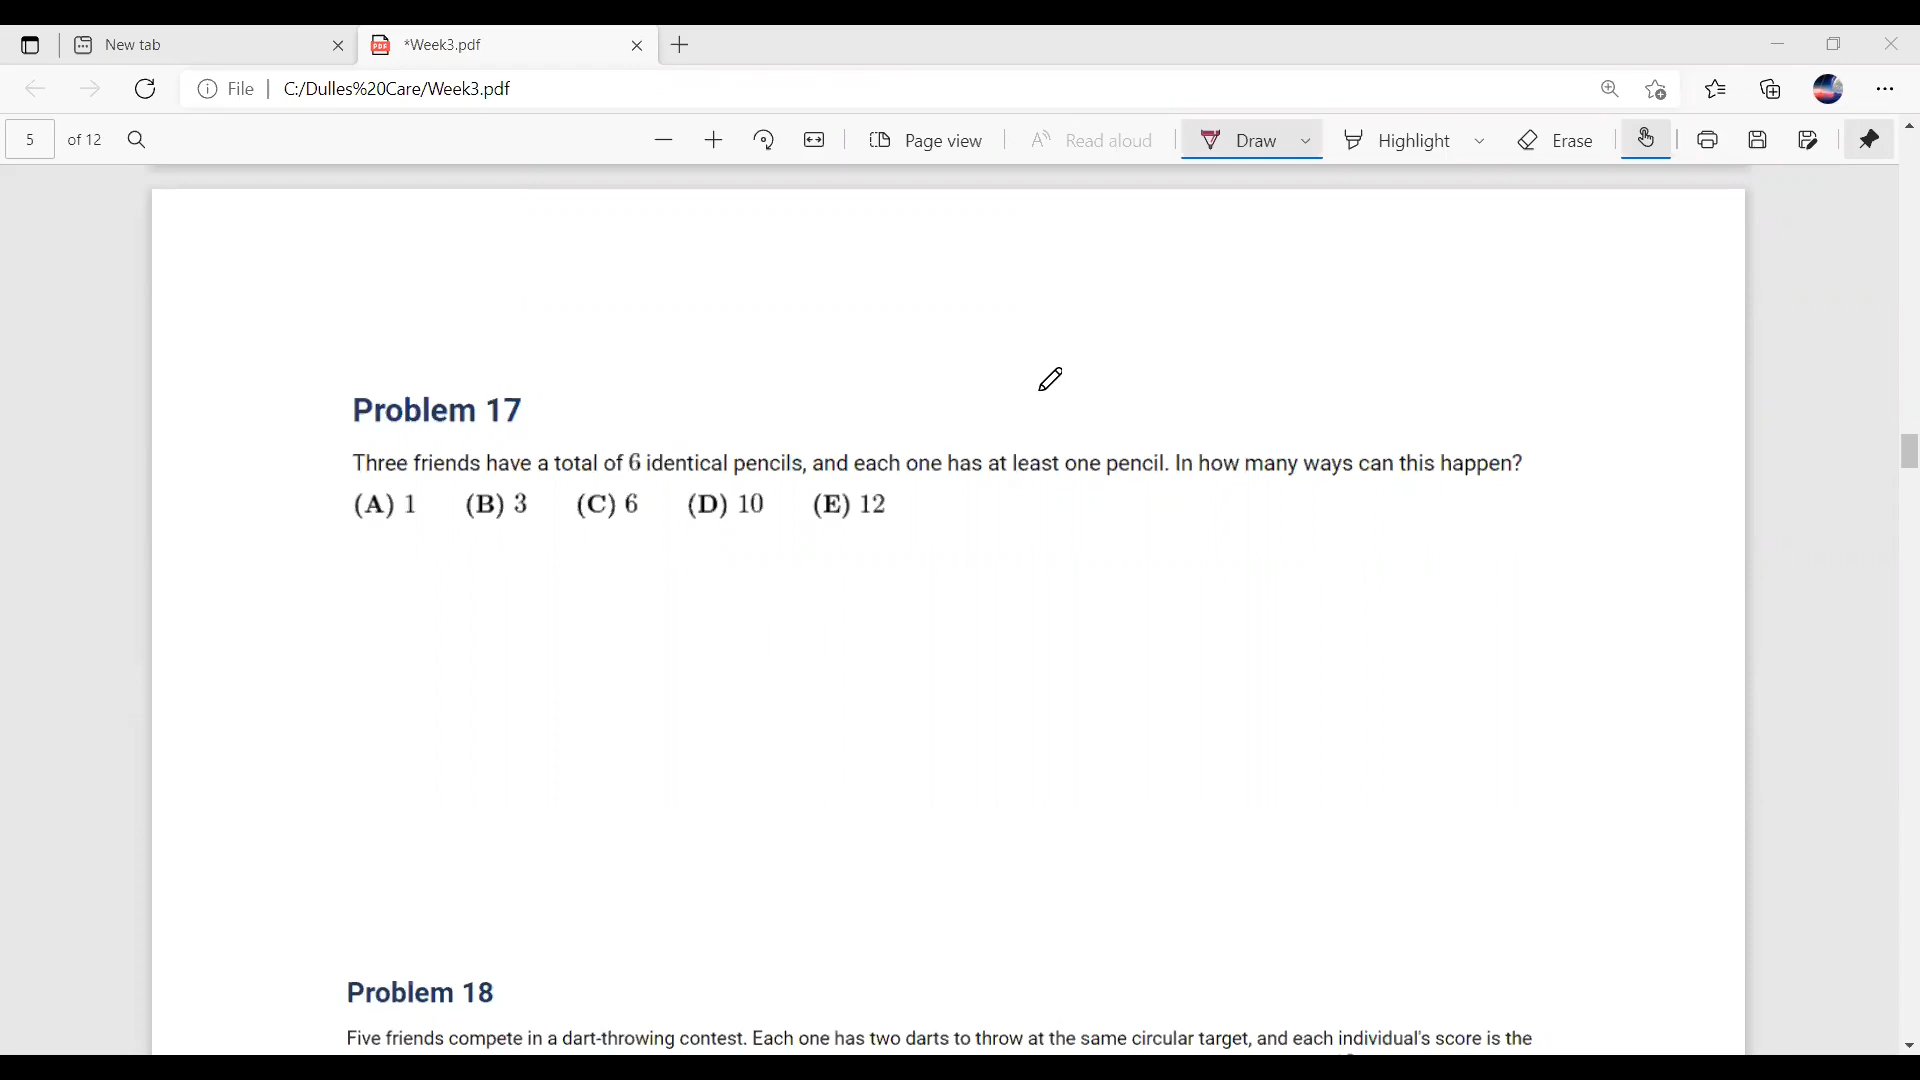 New tab
*Week3.pdf
File
C:/Dulles%20Care/Week3.pdf
5 of 12
Page view
Read aloud
Draw
Highlight
Erase
Problem 17
Three friends have a total of 6 identical pencils, and each one has at least one pencil. In how many ways can this happen?
(A) 1 (B) 3 (C) 6 (D) 10 (E) 12
Problem 18
Five friends compete in a dart-throwing contest. Each one has two darts to throw at the same circular target, and each individual's score is the